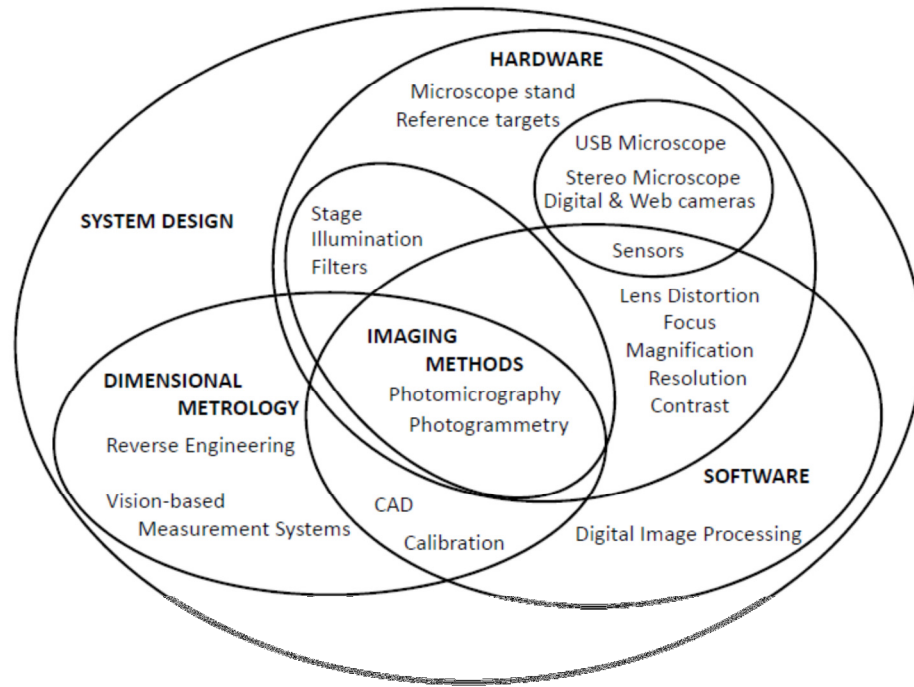 HARDWARE
Microscope stand
Reference targets
USB Microscope
Stereo Microscope
Digital & Web cameras
Sensors
SYSTEM DESIGN
Stage
Illumination
Filters
Lens Distortion
Focus
Magnification
Resolution
Contrast
IMAGING
METHODS
Photomicrography
Photogrammetry
DIMENSIONAL
METROLOGY
Reverse Engineering
Vision-based
Measurement Systems
CAD
Calibration
SOFTWARE
Digital Image Processing